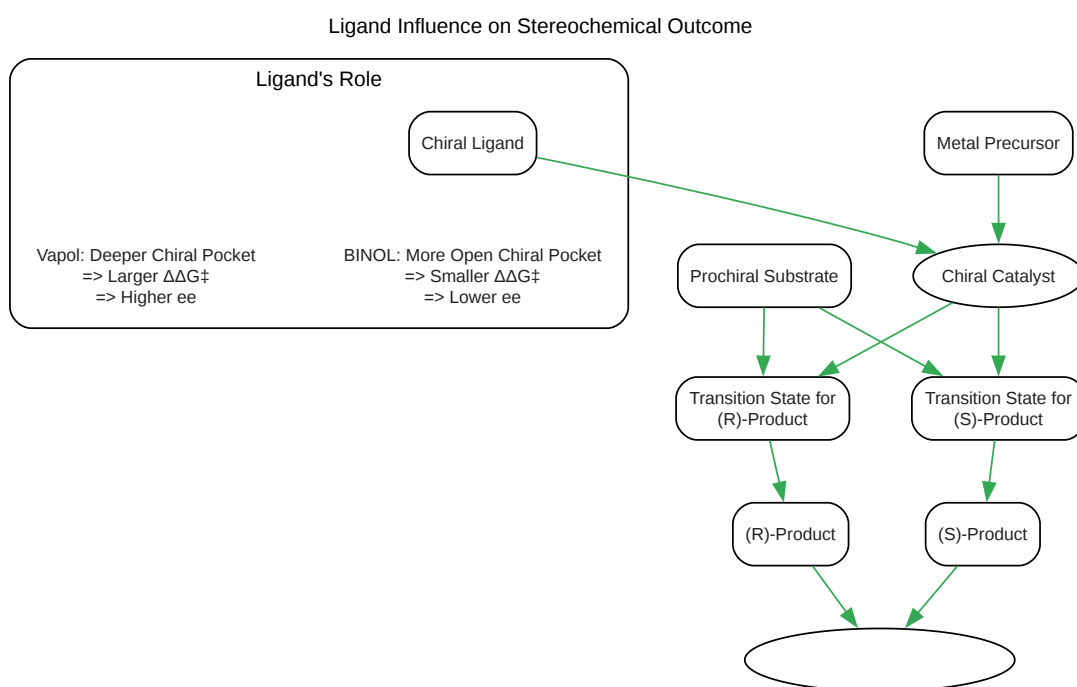 Ligand Influence on Stereochemical Outcome
Ligand's Role
Chiral Ligand
Metal Precursor
Vapol: Deeper Chiral Pocket
=> Larger ΔΔG‡
=> Higher ee
BINOL: More Open Chiral Pocket
=> Smaller ΔΔG‡
=> Lower ee
Prochiral Substrate
Chiral Catalyst
Transition State for
(R)-Product
Transition State for
(S)-Product
(R)-Product
(S)-Product